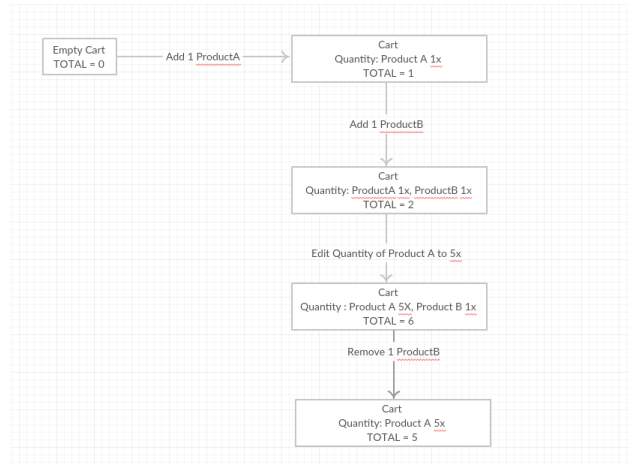 Empty Cart
TOTAL = 0
Add 1 ProductA
Cart
Quantity: Product A 1x
TOTAL = 1
Add 1 ProductB
Cart
Quantity: ProductA 1x, ProductB 1x
TOTAL = 2
Edit Quantity of Product A to 5x
Cart
Quantity : Product A 5X, Product B 1x
TOTAL = 6
Remove 1 ProductB
Cart
Quantity: Product A 5x
TOTAL = 5